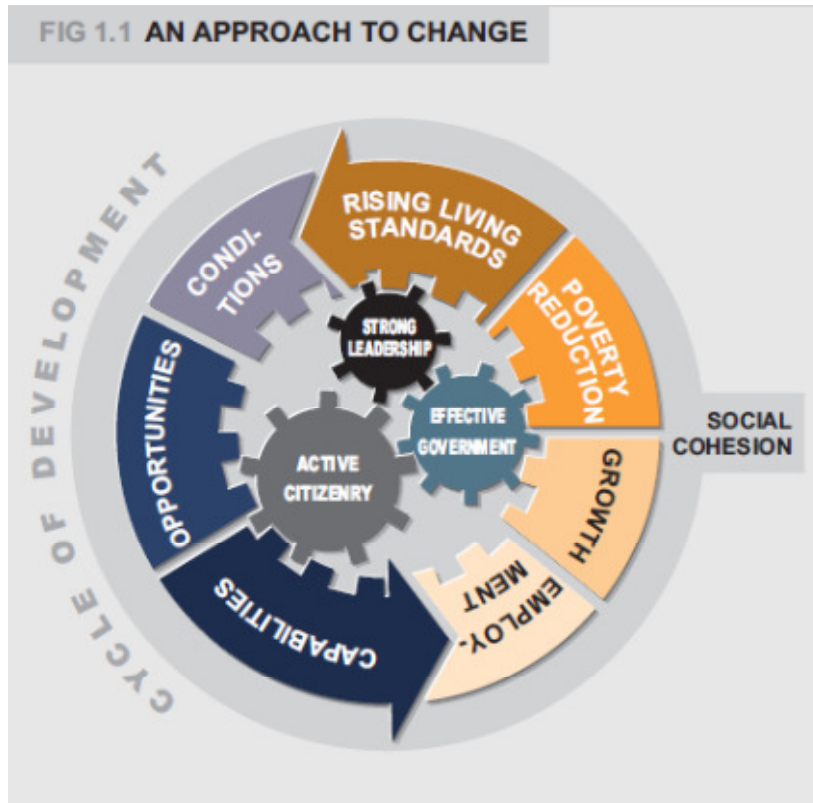 FIG 1.1 AN APPROACH TO CHANGE
CYCLE OF DEVELOPMENT
RISING LIVING
STANDARDS
POVERTY
REDUCTION
GROWTH
EMPLOY-
MENT
CAPABILITIES
OPPORTUNITIES
CONDI-
TIONS
STRONG
LEADERSHIP
EFFECTIVE
GOVERNMENT
ACTIVE
CITIZENRY
SOCIAL
COHESION